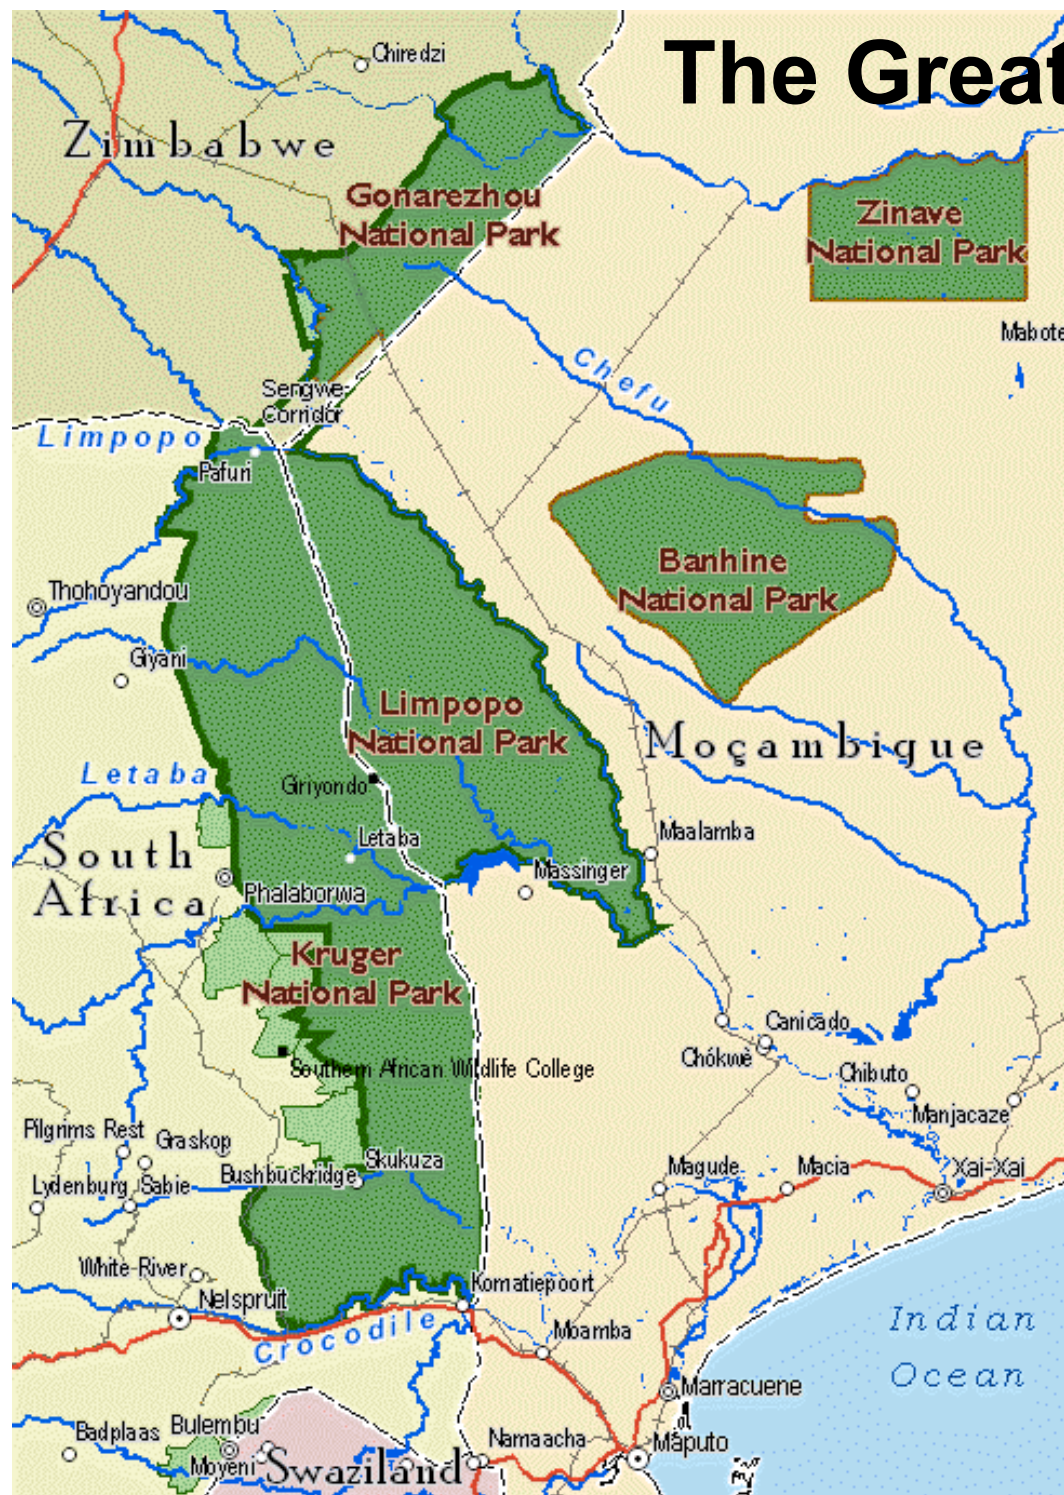 The Great
Chiredzi
Zimbabwe
Gonarezhou
National Park
Zinave
National Park
Mabote
Chefu
Sengwe
Corridor
Limpopo
Pafuri
Banhine
National Park
Thohoyandou
Giyani
Limpopo
National Park
Moçambique
Letaba
Giriyondo
Letaba
Maalamba
South
Africa
Massinger
Phalaborwa
Kruger
National Park
Canicado
Chókwè
Southern African Wildlife College
Chibuto
Manjacaze
Pilgrims Rest
Graskop
Skukuza
Bushbuckridge
Magude
Macia
Xai-Xai
Lydenburg
Sabie
White-River
Komatiepoort
Nelspruit
Crocodile
Moamba
Indian
Ocean
Marracuene
Badplaas
Bulembu
Namaacha
Maputo
Moyeni
Swaziland